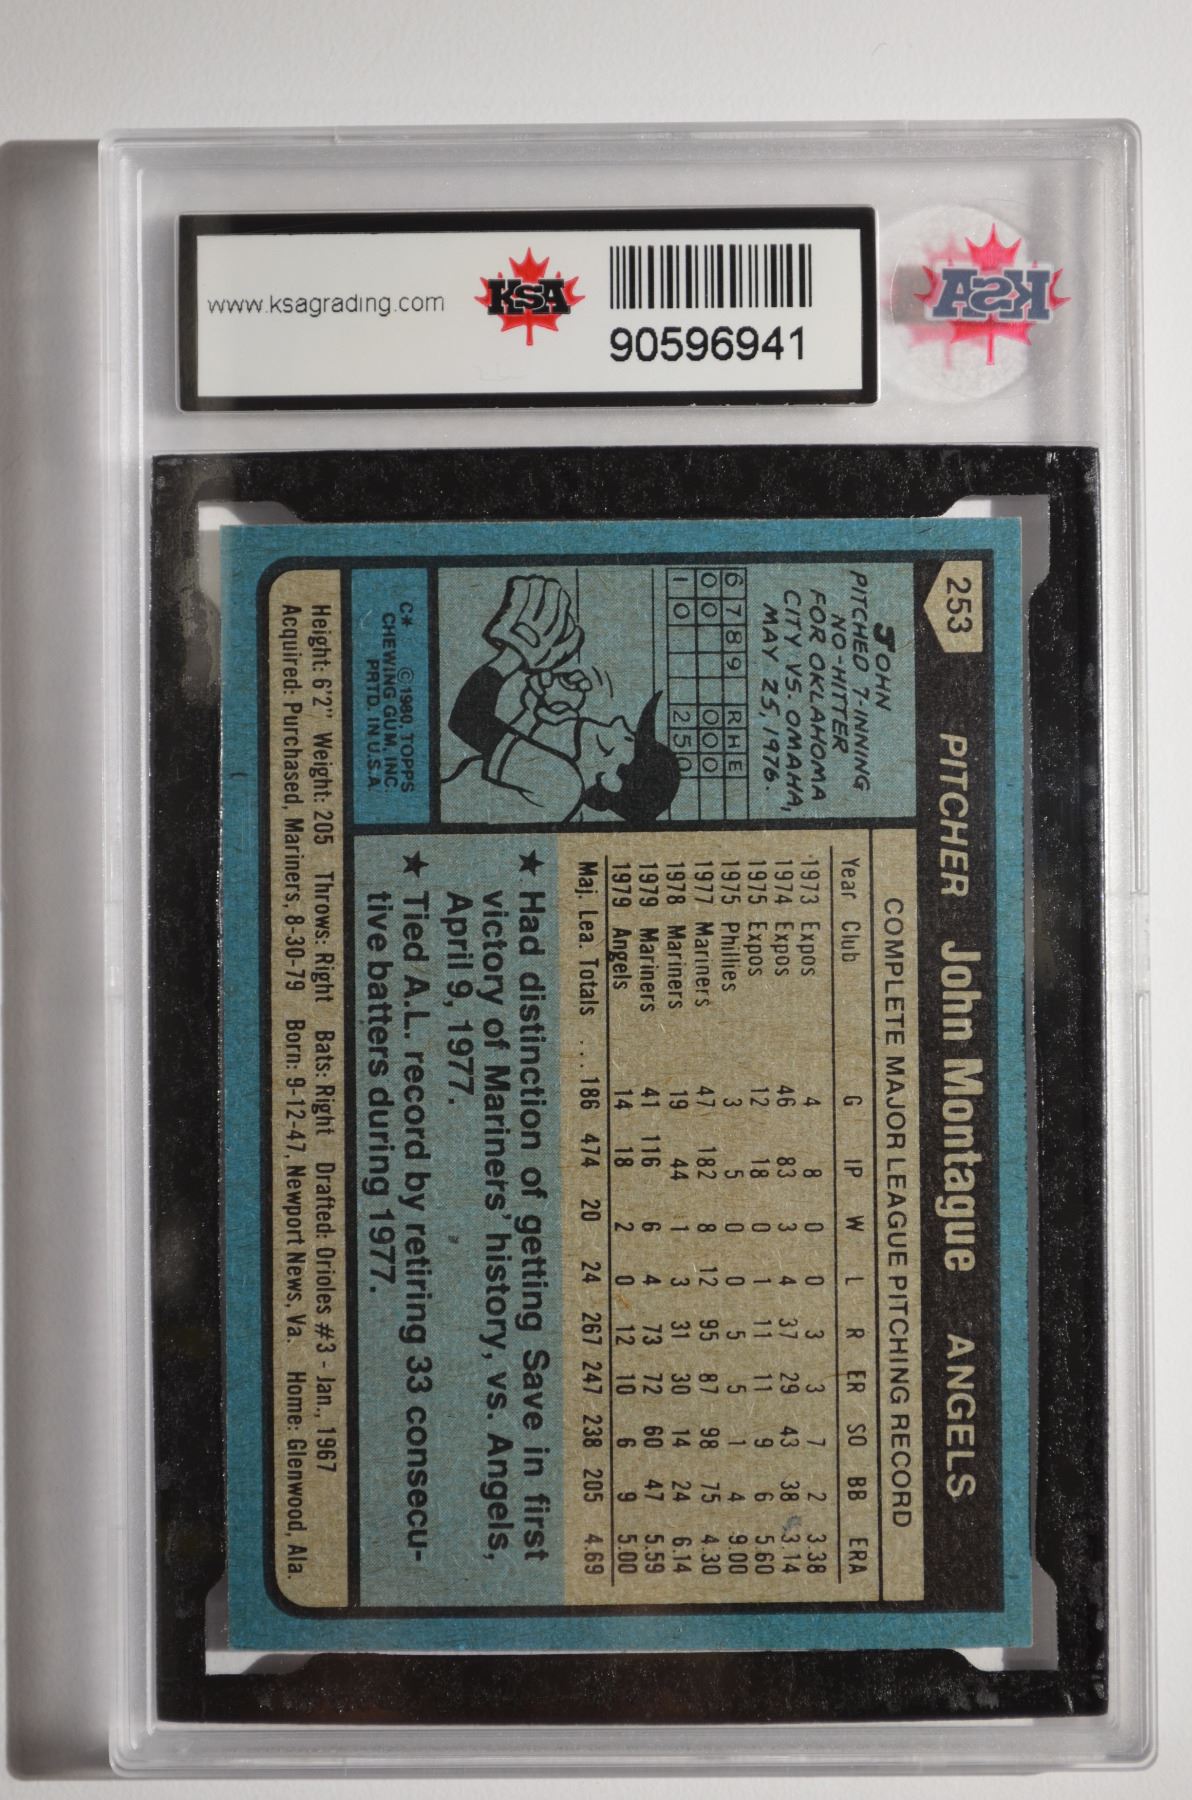 www.ksagrading.com
KSA
90596941
KSA
253 PITCHER John Montague ANGELS
JOHN
PITCHED 7-INNING
NO-HITTER
FOR OKLAHOMA
CITY VS. OMAHA,
MAY 25, 1976.
6 7 8 9 R H E
0 0 0 0 0
1 0 2 5 0
C* ©1980, TOPPS
CHEWING GUM, INC.
PRTD. IN U.S.A.
COMPLETE MAJOR LEAGUE PITCHING RECORD
Year Club G IP W L R ER SO BB ERA
1973 Expos 4 8 0 0 3 3 7 2 3.38
1974 Expos 46 83 3 4 37 29 43 38 3.14
1975 Expos 12 18 0 1 11 11 9 6 5.60
1975 Phillies 3 5 0 0 5 5 1 4 9.00
1977 Mariners 47 182 8 12 95 87 98 75 4.30
1978 Mariners 19 44 1 3 31 30 14 24 6.14
1979 Mariners 41 116 6 4 73 72 60 47 5.59
1979 Angels 14 18 2 0 12 10 6 9 5.00
Maj. Lea. Totals ... 186 474 20 24 267 247 238 205 4.69
★ Had distinction of getting Save in first
victory of Mariners' history, vs. Angels,
April 9, 1977.
★ Tied A.L. record by retiring 33 consecu-
tive batters during 1977.
Height: 6'2" Weight: 205 Throws: Right Bats: Right Drafted: Orioles #3 - Jan., 1967
Acquired: Purchased, Mariners, 8-30-79 Born: 9-12-47, Newport News, Va. Home: Glenwood, Ala.